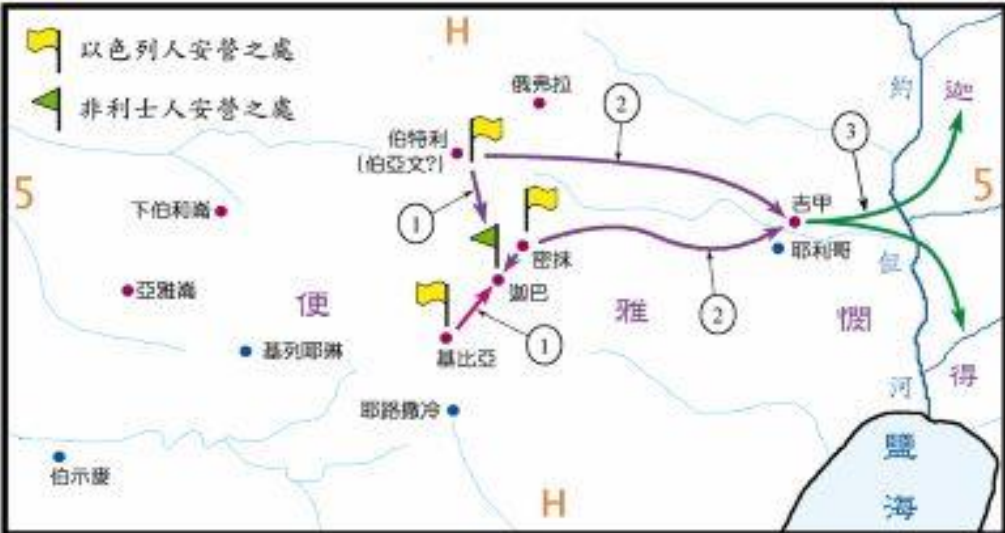 以色列人安營之處
非利士人安營之處
H
俄弗拉
②
約
迦
伯特利
(伯亞文?)
③
5
5
①
下伯和崙
吉甲
密抹
耶利哥
但
亞雅崙
便
迦巴
雅
②
憫
基列耶琳
基比亞
①
得
耶路撒冷
河
鹽
伯示麥
H
海